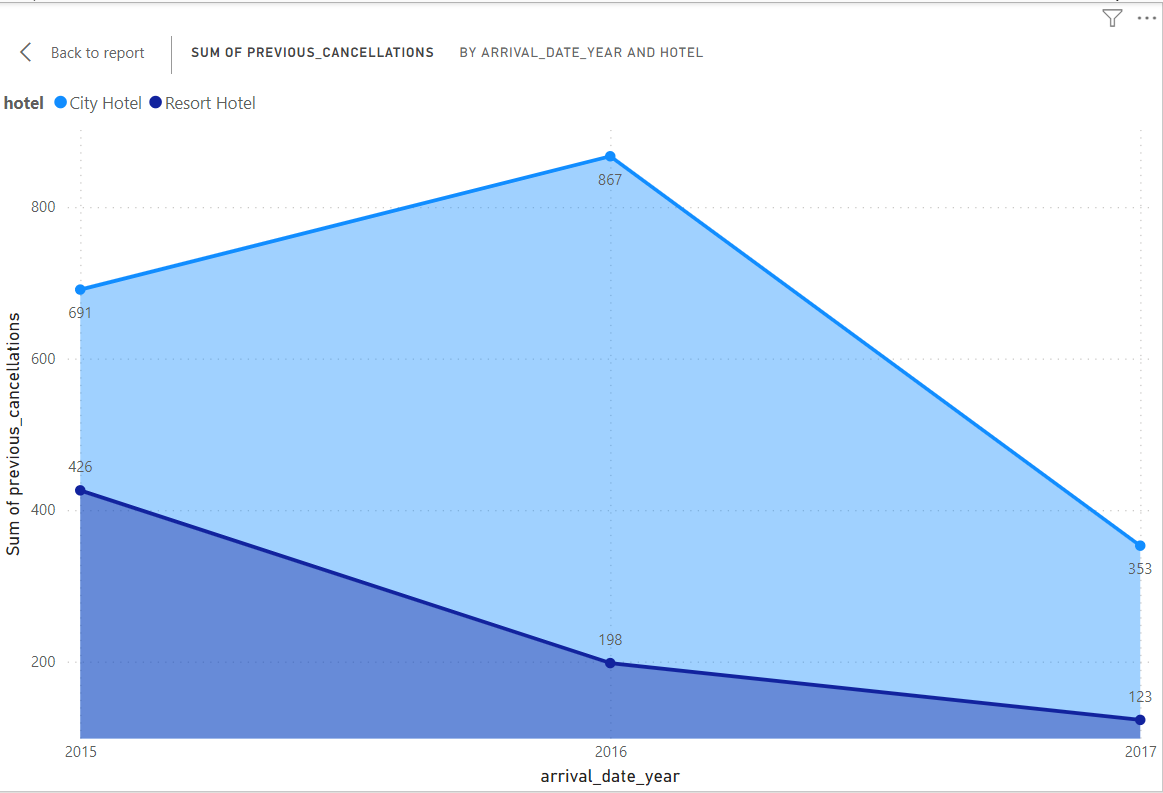 Back to report SUM OF PREVIOUS_CANCELLATIONS BY ARRIVAL_DATE_YEAR AND HOTEL
hotel City Hotel Resort Hotel
Sum of previous_cancellations
800
600
400
200
867
691
426
353
198
123
2015 2016 2017
arrival_date_year